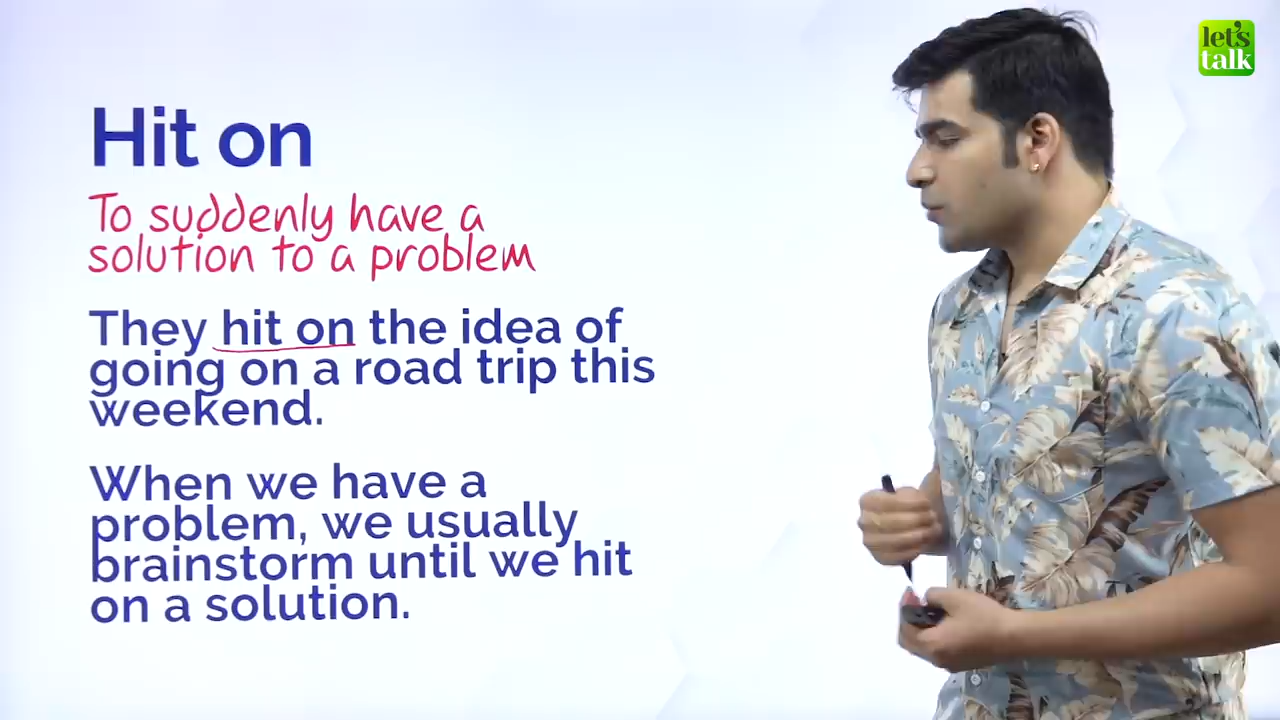 let's
talk
Hit on
To suddenly have a
solution to a problem
They hit on the idea of
going on a road trip this
weekend.
When we have a
problem, we usually
brainstorm until we hit
on a solution.